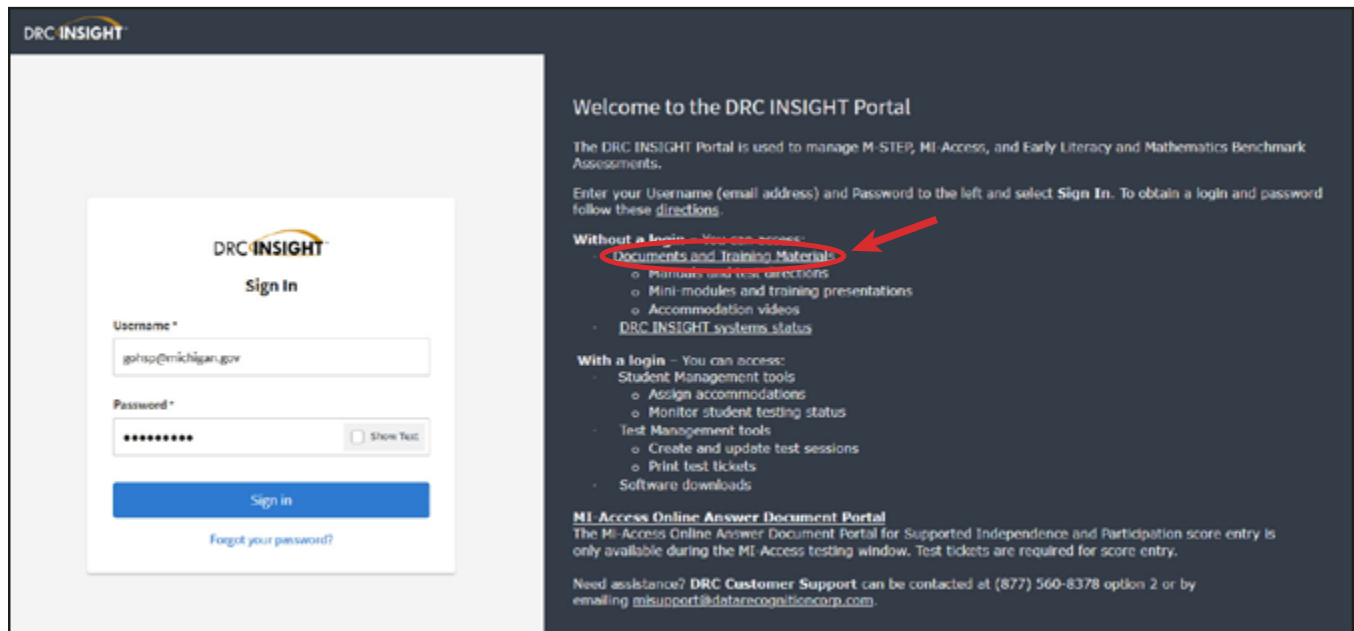 DRC INSIGHT
DRC INSIGHT
Sign In
Username *
gohsp@michigan.gov
Password *
•••••••••
Show Text
Sign in
Forgot your password?
Welcome to the DRC INSIGHT Portal
The DRC INSIGHT Portal is used to manage M-STEP, MI-Access, and Early Literacy and Mathematics Benchmark
Assessments.
Enter your Username (email address) and Password to the left and select Sign In. To obtain a login and password
follow these directions.
Without a login – You can access:
· Documents and Training Materials
o Manuals and test directions
o Mini-modules and training presentations
o Accommodation videos
· DRC INSIGHT systems status
With a login – You can access:
· Student Management tools
o Assign accommodations
o Monitor student testing status
· Test Management tools
o Create and update test sessions
o Print test tickets
· Software downloads
MI-Access Online Answer Document Portal
The MI-Access Online Answer Document Portal for Supported Independence and Participation score entry is
only available during the MI-Access testing window. Test tickets are required for score entry.
Need assistance? DRC Customer Support can be contacted at (877) 560-8378 option 2 or by
emailing misupport@datarecognitioncorp.com.